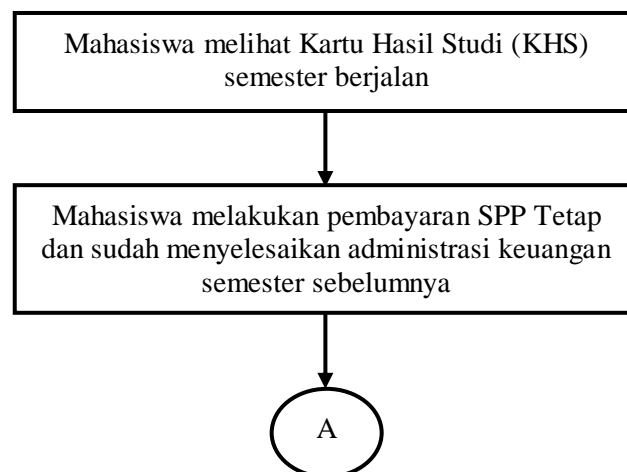 Mahasiswa melihat Kartu Hasil Studi (KHS)
semester berjalan
Mahasiswa melakukan pembayaran SPP Tetap
dan sudah menyelesaikan administrasi keuangan
semester sebelumnya
A